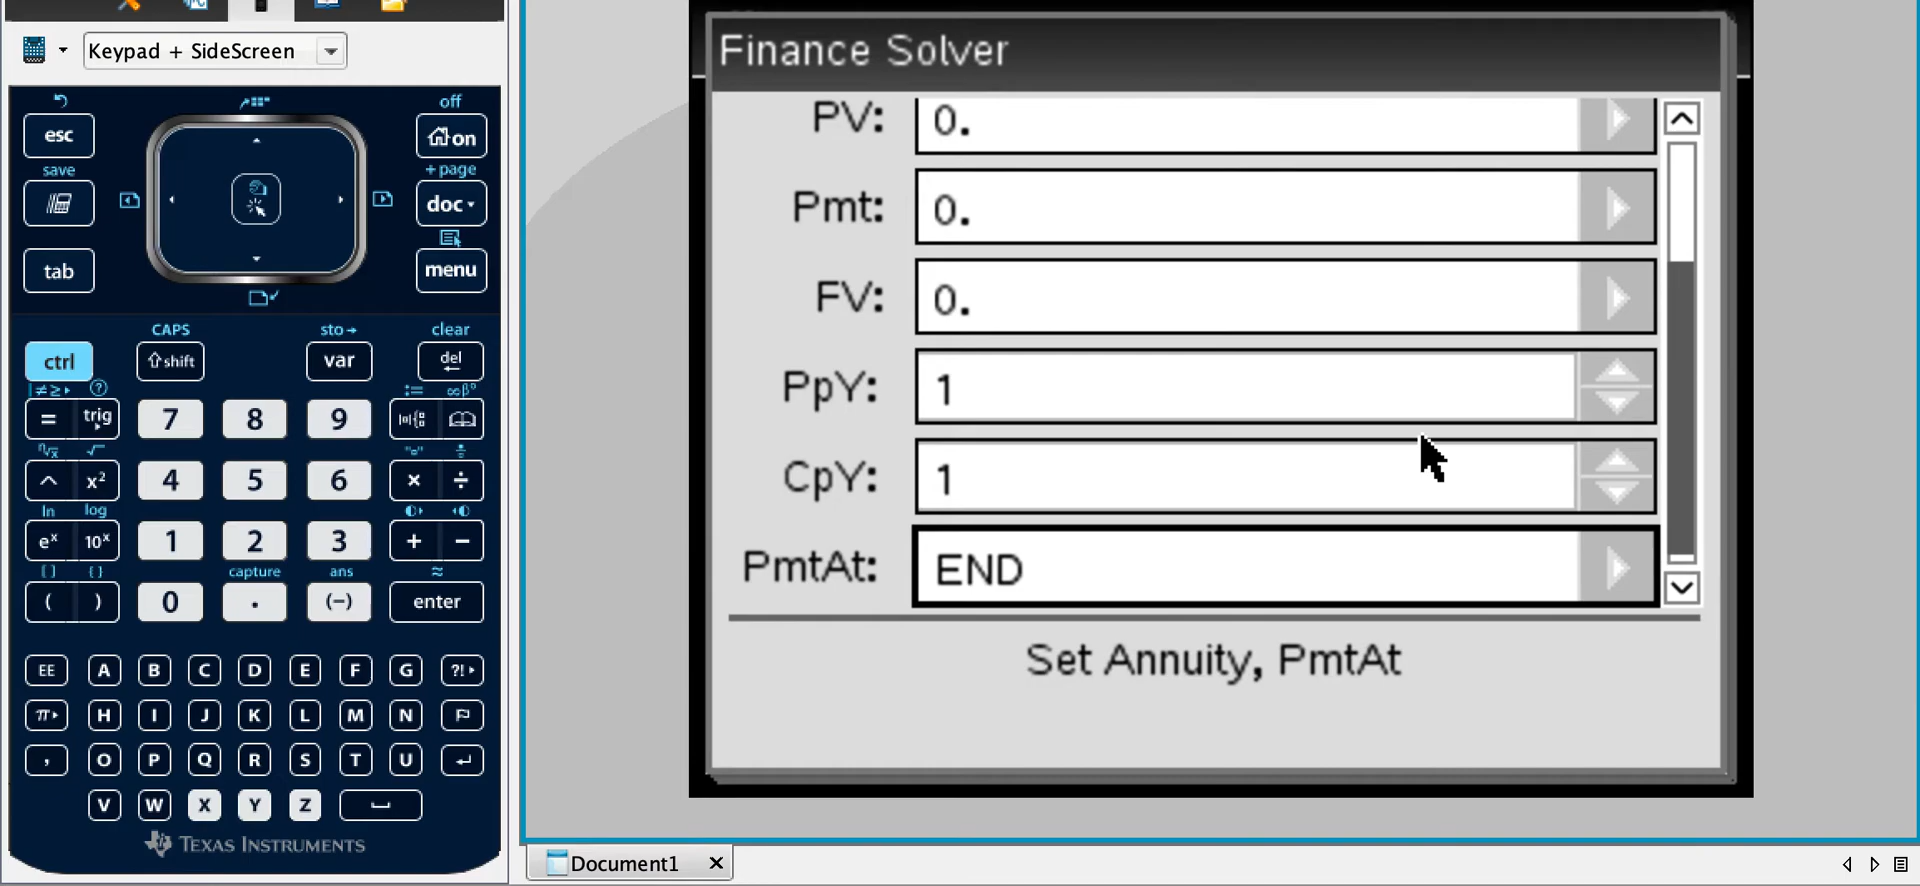 Keypad + SideScreen
off
esc
on
save
+ page
doc
tab
menu
CAPS
sto→
clear
ctrl
⇧shift
var
del
|≠≥▸
:=
∞β°
=
trig
7
8
9
ⁿ√x
√
"∘"
÷
^
x²
4
5
6
×
÷
ln
log
eˣ
10ˣ
1
2
3
+
−
[ ]
{ }
capture
ans
≈
(
)
0
.
(−)
enter
EE
A
B
C
D
E
F
G
?!▸
π▸
H
I
J
K
L
M
N
,
O
P
Q
R
S
T
U
V
W
X
Y
Z
TEXAS INSTRUMENTS
Finance Solver
PV: 0.
Pmt: 0.
FV: 0.
PpY: 1
CpY: 1
PmtAt: END
Set Annuity, PmtAt
Document1